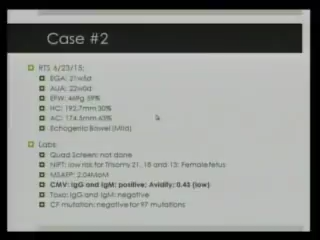 Case #2
RTS 6/23/15:
EGA: 21w5d
AUA: 22w0d
EFW: 489g 59%
HC: 192.7mm 30%
AC: 174.5mm 63%
Echogenic Bowel (Mild)
Labs:
Quad Screen: not done
NIPT: low risk for Trisomy 21, 18 and 13; Female fetus
MSAFP: 2.04MoM
CMV: IgG and IgM: positive; Avidity: 0.43 (low)
Toxo: IgG and IgM: negative
CF mutation: negative for 97 mutations